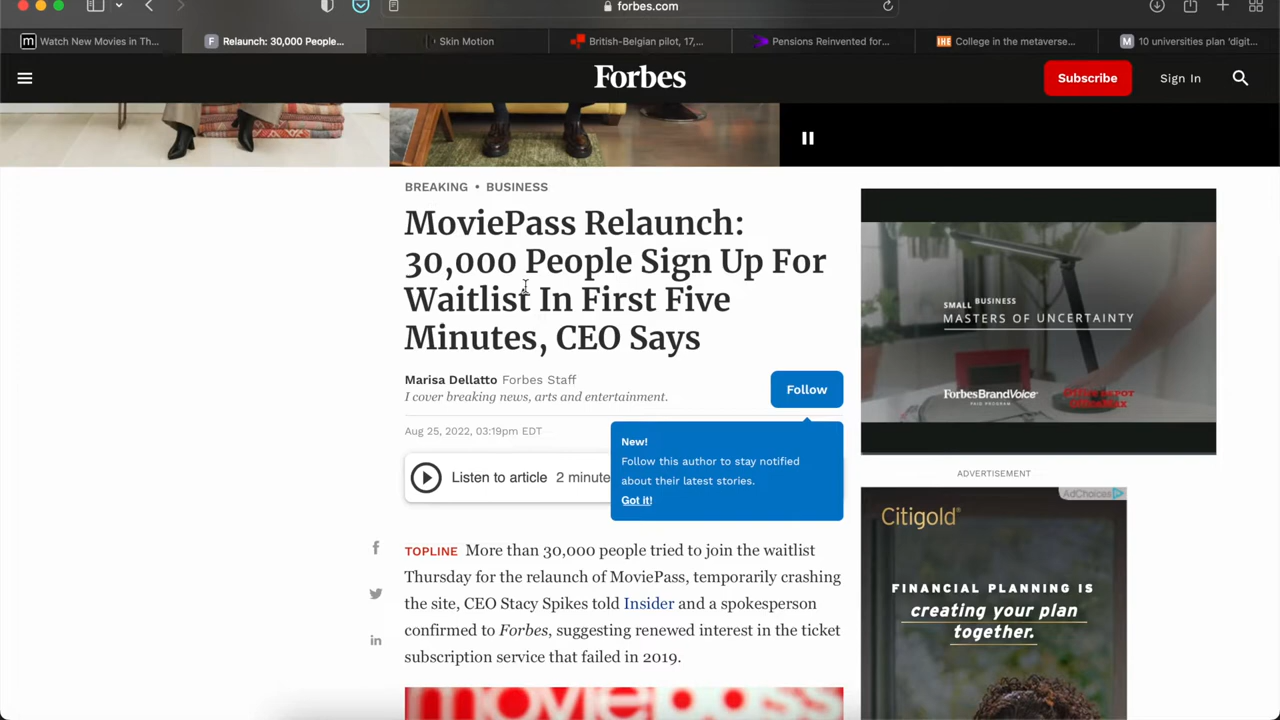 forbes.com
Watch New Movies in Th...
Relaunch: 30,000 People...
Skin Motion
British-Belgian pilot, 17,...
Pensions Reinvented for...
College in the metaverse...
10 universities plan 'digit...
Forbes
Subscribe
Sign In
BREAKING • BUSINESS
MoviePass Relaunch:
30,000 People Sign Up For
Waitlist In First Five
Minutes, CEO Says
Marisa Dellatto Forbes Staff
I cover breaking news, arts and entertainment.
Follow
Aug 25, 2022, 03:19pm EDT
New!
Follow this author to stay notified
about their latest stories.
Got it!
Listen to article 2 minute
TOPLINE More than 30,000 people tried to join the waitlist
Thursday for the relaunch of MoviePass, temporarily crashing
the site, CEO Stacy Spikes told Insider and a spokesperson
confirmed to Forbes, suggesting renewed interest in the ticket
subscription service that failed in 2019.
moviepass
SMALL BUSINESS
MASTERS OF UNCERTAINTY
ForbesBrandVoice
PAID PROGRAM
Office DEPOT
OfficeMax
ADVERTISEMENT
AdChoices
Citigold
FINANCIAL PLANNING IS
creating your plan
together.